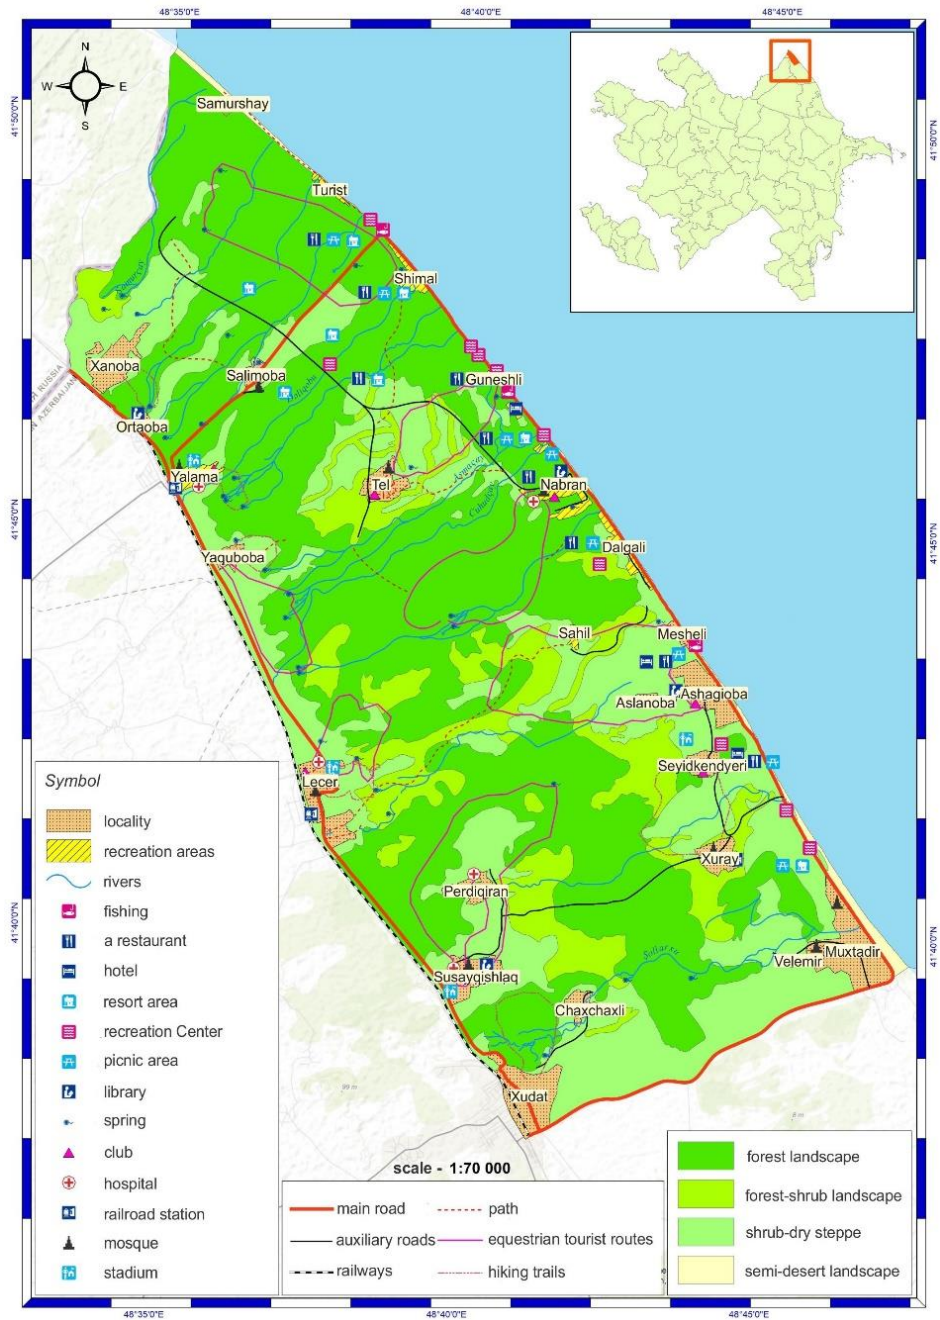 48°35'0"E
48°40'0"E
48°45'0"E
41°50'0"N
41°50'0"N
N
W
E
S
Samurshay
Turist
Shimal
Xanoba
Salimoba
Guneshli
Ortaoba
Yalama
Tel
Nabran
41°45'0"N
41°45'0"N
Yaquboba
Dalgali
Sahil
Mesheli
Aslanoba
Ashagioba
Lecer
Seyidkendyeri
Xuray
Perdiqiran
41°40'0"N
41°40'0"N
Susayqishlaq
Velemir
Muxtadir
Chaxchaxli
Xudat
Symbol
locality
recreation areas
rivers
fishing
a restaurant
hotel
resort area
recreation Center
picnic area
library
spring
club
hospital
railroad station
mosque
stadium
scale - 1:70 000
main road
path
auxiliary roads
equestrian tourist routes
railways
hiking trails
forest landscape
forest-shrub landscape
shrub-dry steppe
semi-desert landscape
48°35'0"E
48°40'0"E
48°45'0"E